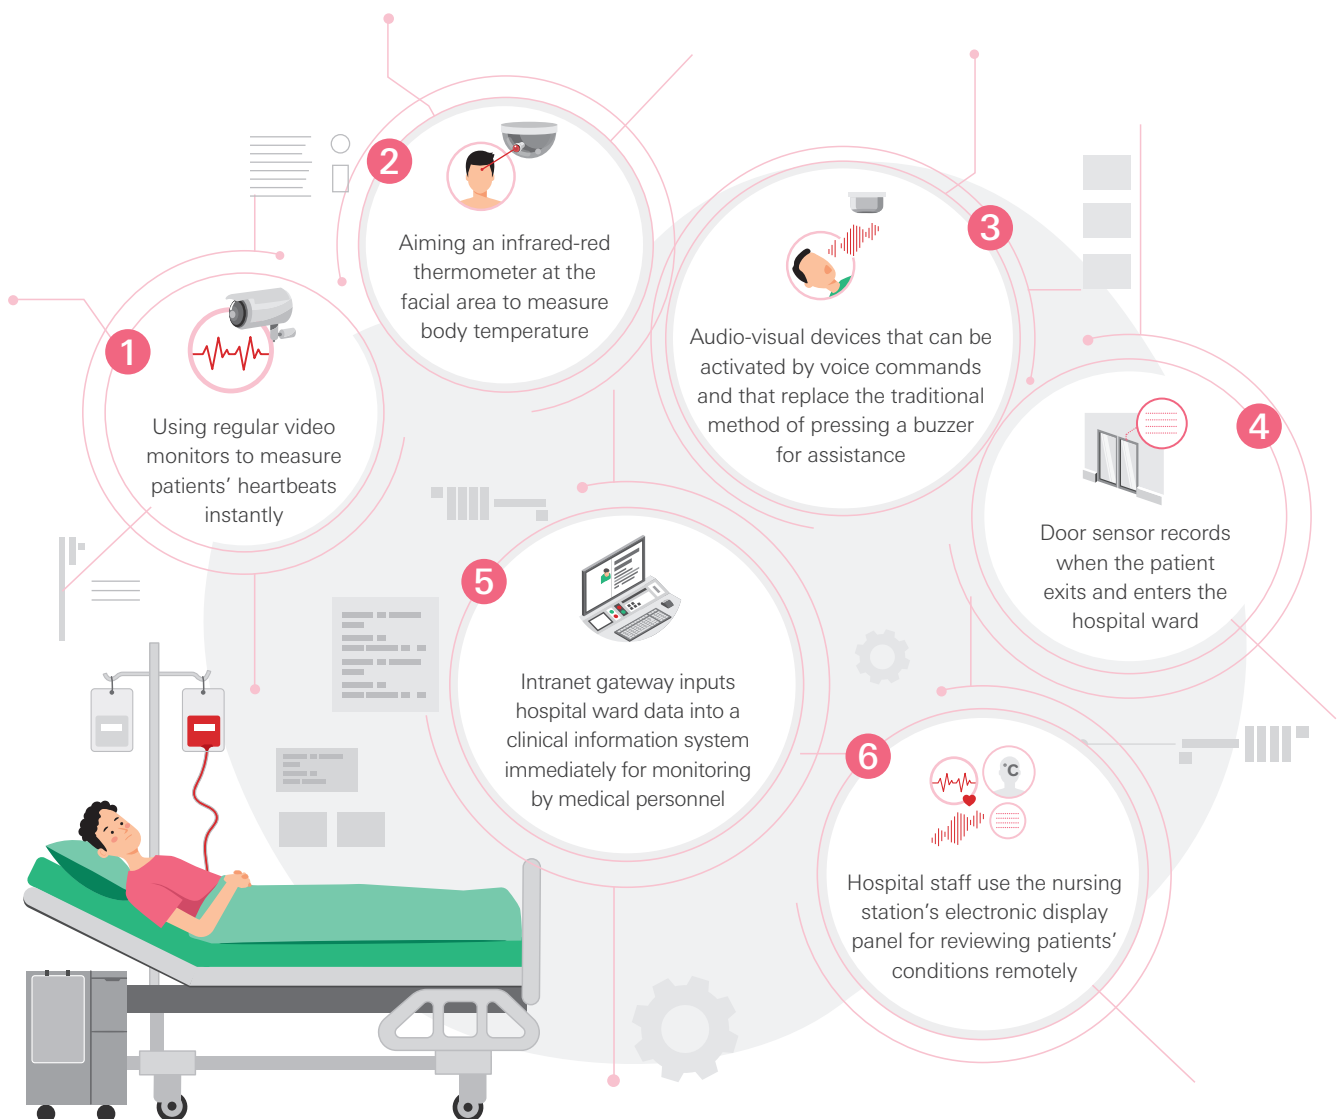 1
Using regular video
monitors to measure
patients’ heartbeats
instantly
2
Aiming an infrared-red
thermometer at the
facial area to measure
body temperature
3
Audio-visual devices that can be
activated by voice commands
and that replace the traditional
method of pressing a buzzer
for assistance
4
Door sensor records
when the patient
exits and enters the
hospital ward
5
Intranet gateway inputs
hospital ward data into a
clinical information system
immediately for monitoring
by medical personnel
6
°C
Hospital staff use the nursing
station’s electronic display
panel for reviewing patients’
conditions remotely